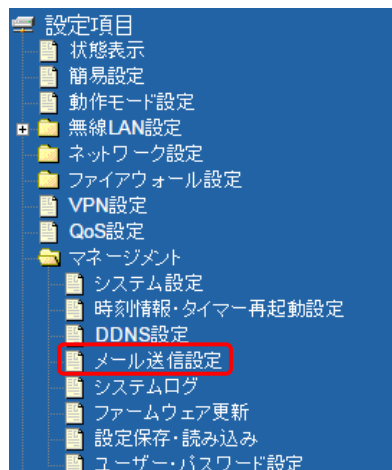 設定項目
状態表示
簡易設定
動作モード設定
無線LAN設定
ネットワーク設定
ファイアウォール設定
VPN設定
QoS設定
マネージメント
システム設定
時刻情報・タイマー再起動設定
DDNS設定
メール送信設定
システムログ
ファームウェア更新
設定保存・読み込み
ユーザー・パスワード設定